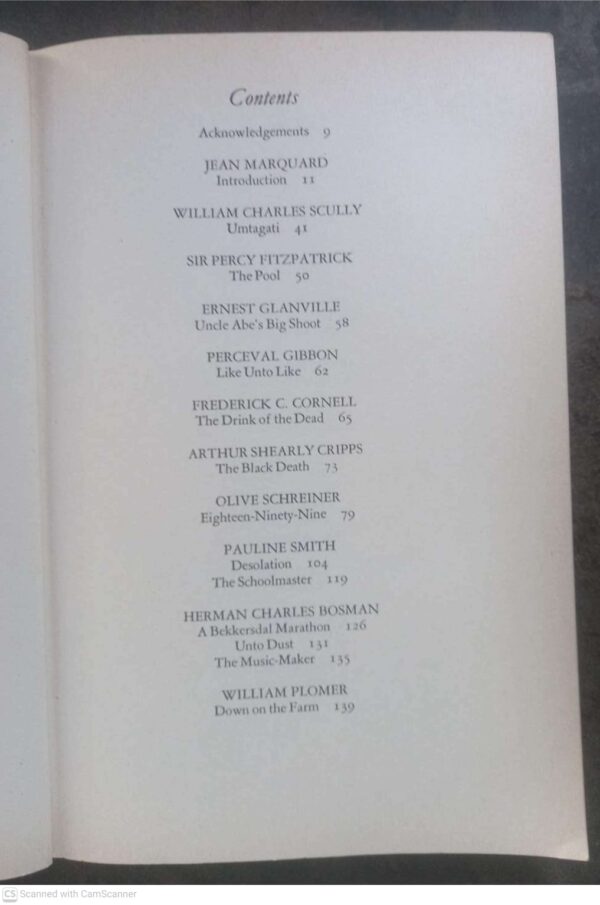 Contents
Acknowledgements 9
JEAN MARQUARD
Introduction 11
WILLIAM CHARLES SCULLY
Umtagati 41
SIR PERCY FITZPATRICK
The Pool 50
ERNEST GLANVILLE
Uncle Abe's Big Shoot 58
PERCEVAL GIBBON
Like Unto Like 62
FREDERICK C. CORNELL
The Drink of the Dead 65
ARTHUR SHEARLY CRIPPS
The Black Death 73
OLIVE SCHREINER
Eighteen-Ninety-Nine 79
PAULINE SMITH
Desolation 104
The Schoolmaster 119
HERMAN CHARLES BOSMAN
A Bekkersdal Marathon 126
Unto Dust 131
The Music-Maker 135
WILLIAM PLOMER
Down on the Farm 139
CS Scanned with CamScanner